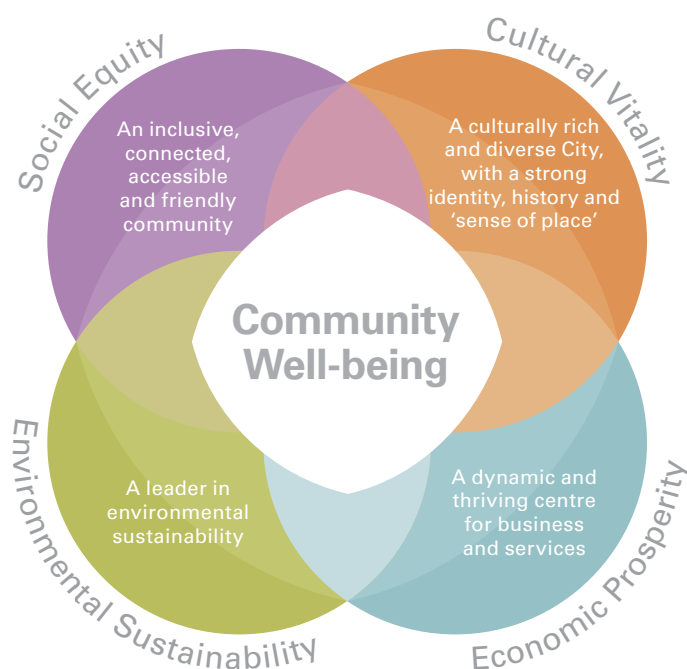 Social Equity
Cultural Vitality
An inclusive,
connected,
accessible
and friendly
community
A culturally rich
and diverse City,
with a strong
identity, history and
‘sense of place’
Community
Well-being
Environmental Sustainability
A leader in
environmental
sustainability
A dynamic and
thriving centre
for business
and services
Economic Prosperity